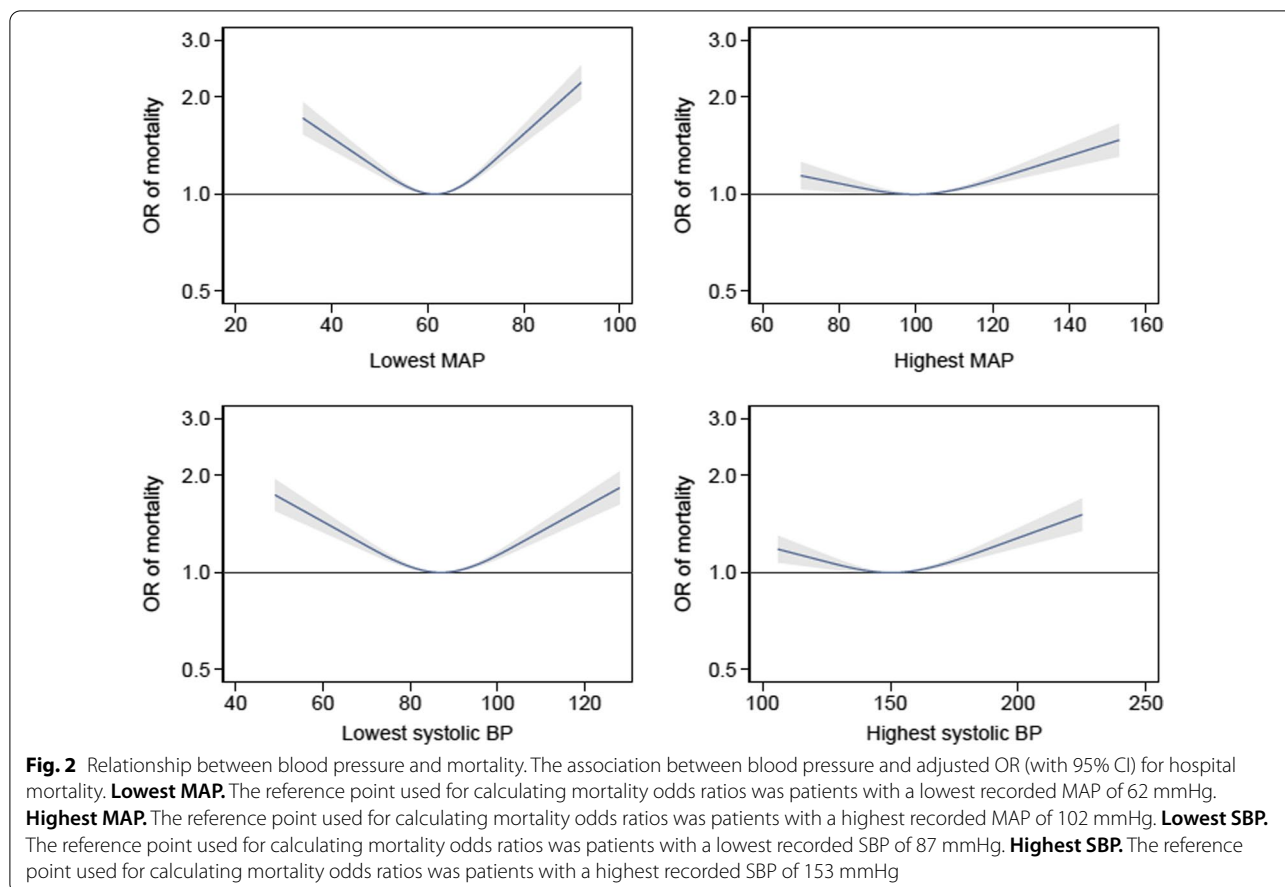 3.0
2.0
1.0
0.5
OR of mortality
20 40 60 80 100
Lowest MAP
3.0
2.0
1.0
0.5
OR of mortality
60 80 100 120 140 160
Highest MAP
3.0
2.0
1.0
0.5
OR of mortality
40 60 80 100 120
Lowest systolic BP
3.0
2.0
1.0
0.5
OR of mortality
100 150 200 250
Highest systolic BP
Fig. 2 Relationship between blood pressure and mortality. The association between blood pressure and adjusted OR (with 95% CI) for hospital
mortality. Lowest MAP. The reference point used for calculating mortality odds ratios was patients with a lowest recorded MAP of 62 mmHg.
Highest MAP. The reference point used for calculating mortality odds ratios was patients with a highest recorded MAP of 102 mmHg. Lowest SBP.
The reference point used for calculating mortality odds ratios was patients with a lowest recorded SBP of 87 mmHg. Highest SBP. The reference
point used for calculating mortality odds ratios was patients with a highest recorded SBP of 153 mmHg